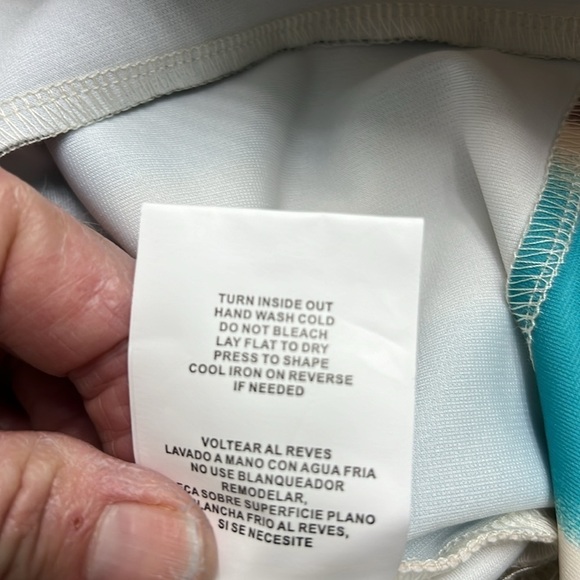 TURN INSIDE OUT
HAND WASH COLD
DO NOT BLEACH
LAY FLAT TO DRY
PRESS TO SHAPE
COOL IRON ON REVERSE
IF NEEDED
VOLTEAR AL REVES
LAVADO A MANO CON AGUA FRIA
NO USE BLANQUEADOR
REMODELAR,
SOBRE SUPERFICIE PLANO
FRIO AL REVES,
SI SE NECESITE